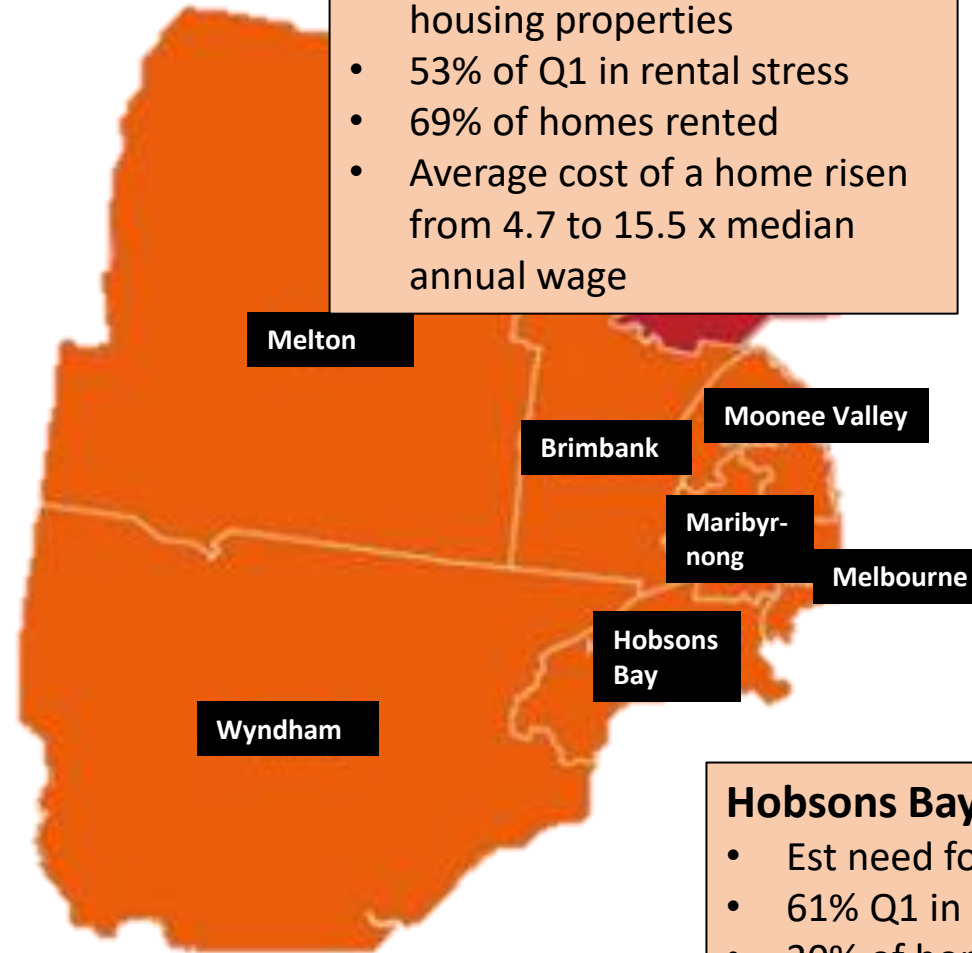 housing properties
• 53% of Q1 in rental stress
• 69% of homes rented
• Average cost of a home risen
from 4.7 to 15.5 x median
annual wage
Melton
Moonee Valley
Brimbank
Maribyr-
nong
Melbourne
Hobsons
Bay
Wyndham
Hobsons Bay
• Est need fo
• 61% Q1 in